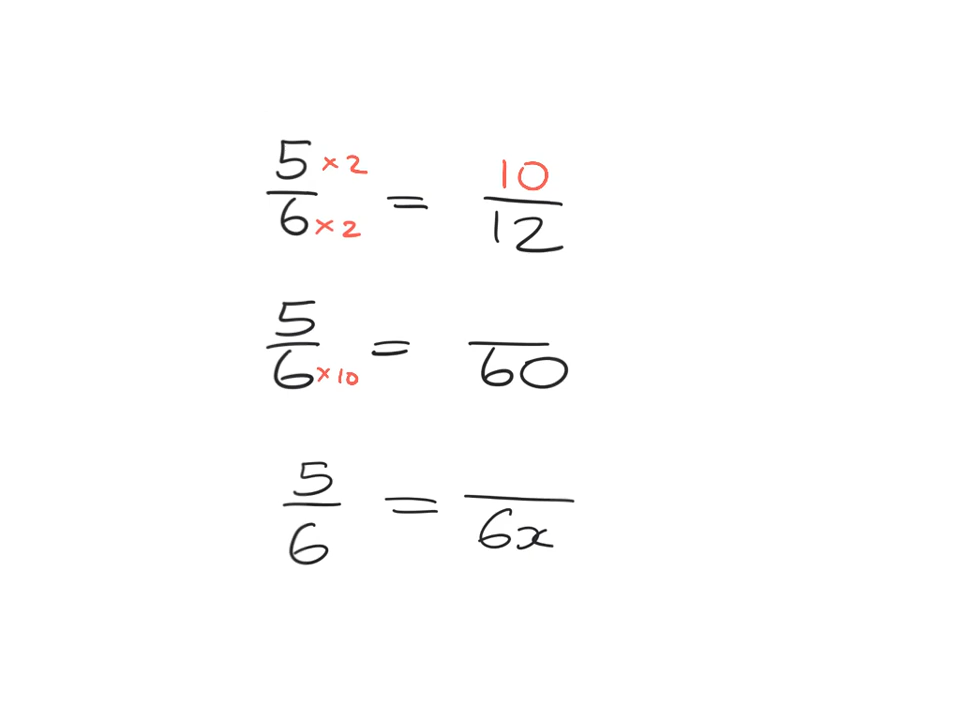 5 × 2
6 × 2 = 10
12
5
6 × 10 = 60
5
6 = 6x